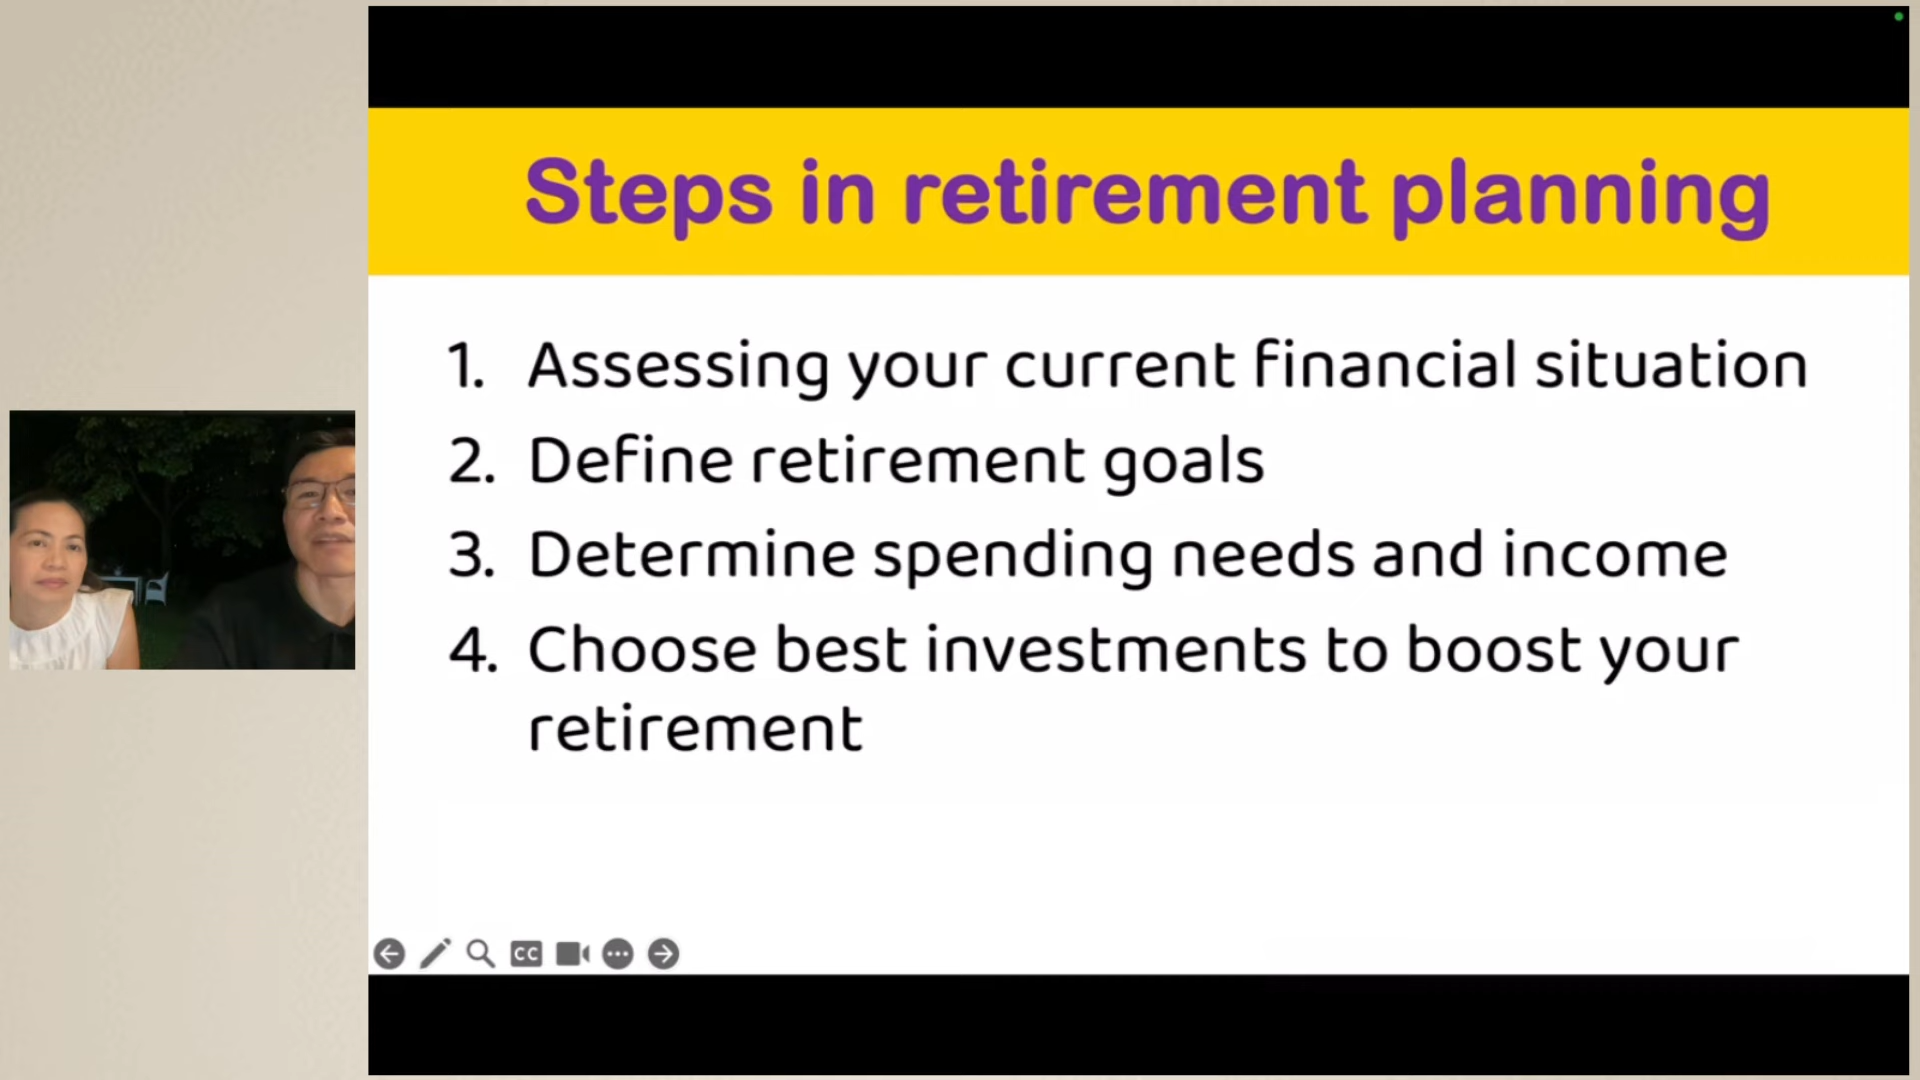 Steps in retirement planning
1. Assessing your current financial situation
2. Define retirement goals
3. Determine spending needs and income
4. Choose best investments to boost your
retirement
CC